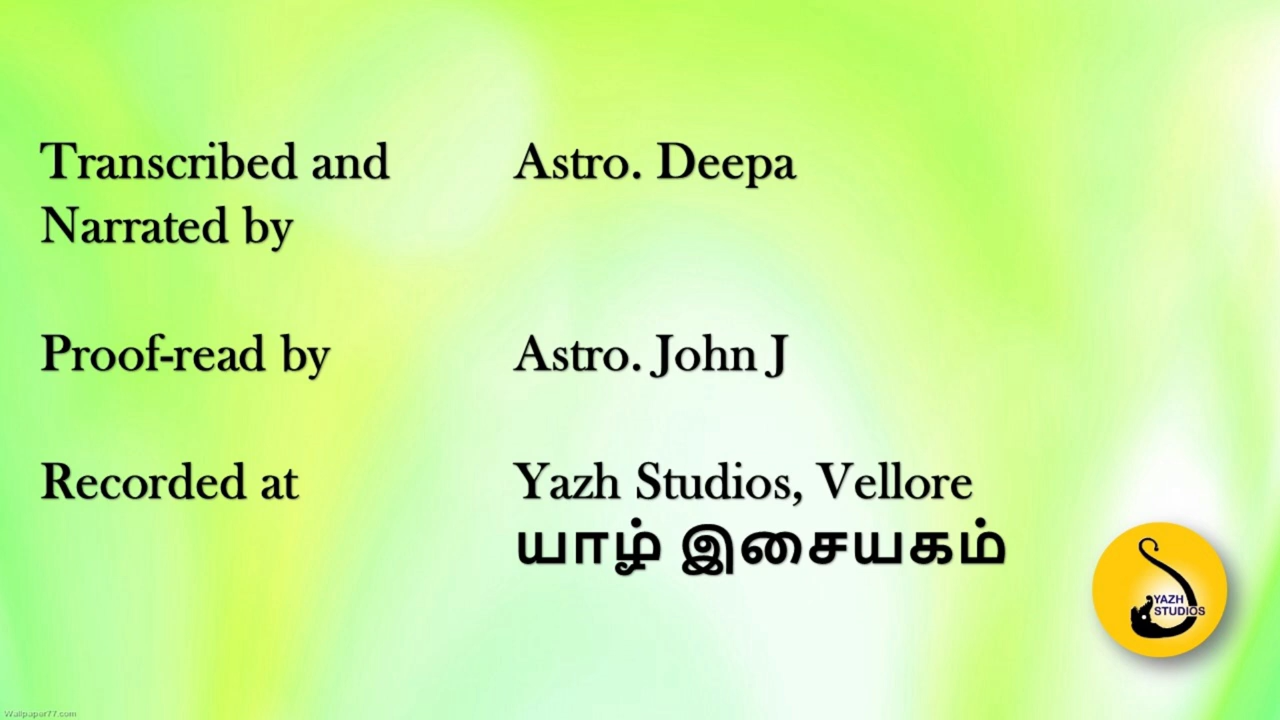 Transcribed and Astro. Deepa
Narrated by
Proof-read by Astro. John J
Recorded at Yazh Studios, Vellore
யாழ் இசையகம்
YAZH
STUDIOS
Wallpaper77.com